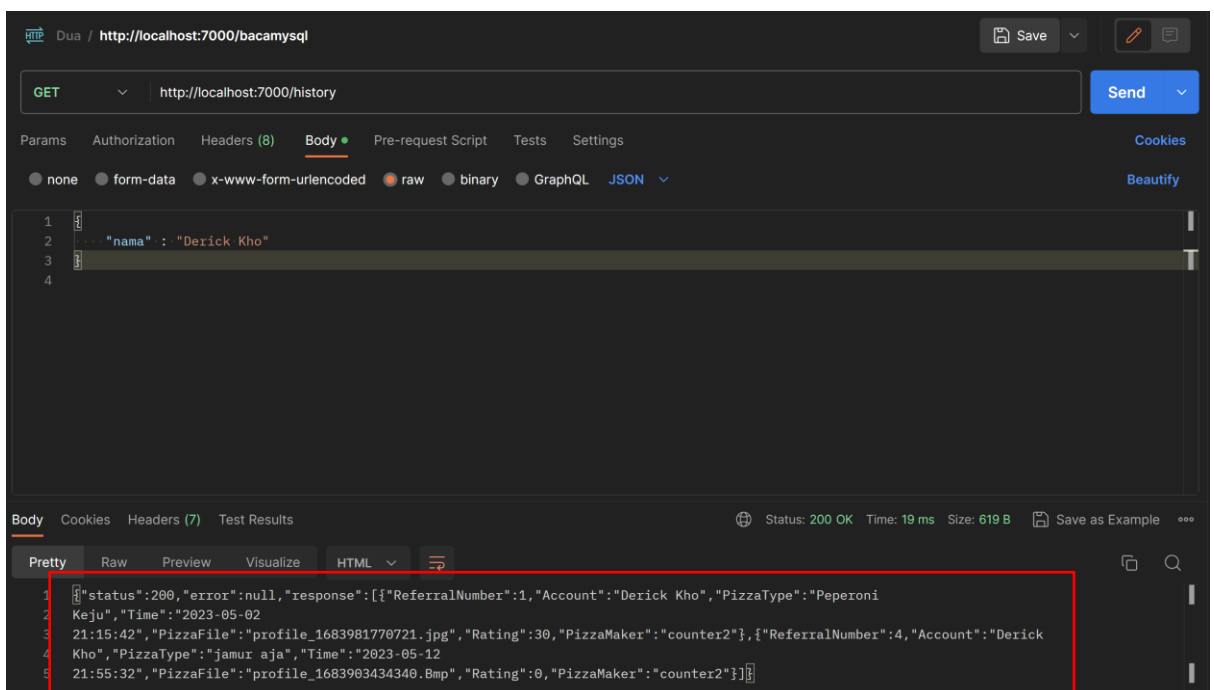 HTTP Dua / http://localhost:7000/bacamysql Save
GET http://localhost:7000/history Send
Params Authorization Headers (8) Body Pre-request Script Tests Settings Cookies
none form-data x-www-form-urlencoded raw binary GraphQL JSON Beautify
1 {
2 "nama" : "Derick Kho"
3 }
4
Body Cookies Headers (7) Test Results Status: 200 OK Time: 19 ms Size: 619 B Save as Example
Pretty Raw Preview Visualize HTML
1 {"status":200,"error":null,"response":[{"ReferralNumber":1,"Account":"Derick Kho","PizzaType":"Peperoni
2 Keju","Time":"2023-05-02
3 21:15:42","PizzaFile":"profile_1683981770721.jpg","Rating":30,"PizzaMaker":"counter2"},{"ReferralNumber":4,"Account":"Derick
4 Kho","PizzaType":"jamur aja","Time":"2023-05-12
5 21:55:32","PizzaFile":"profile_1683903434340.Bmp","Rating":0,"PizzaMaker":"counter2"}]}